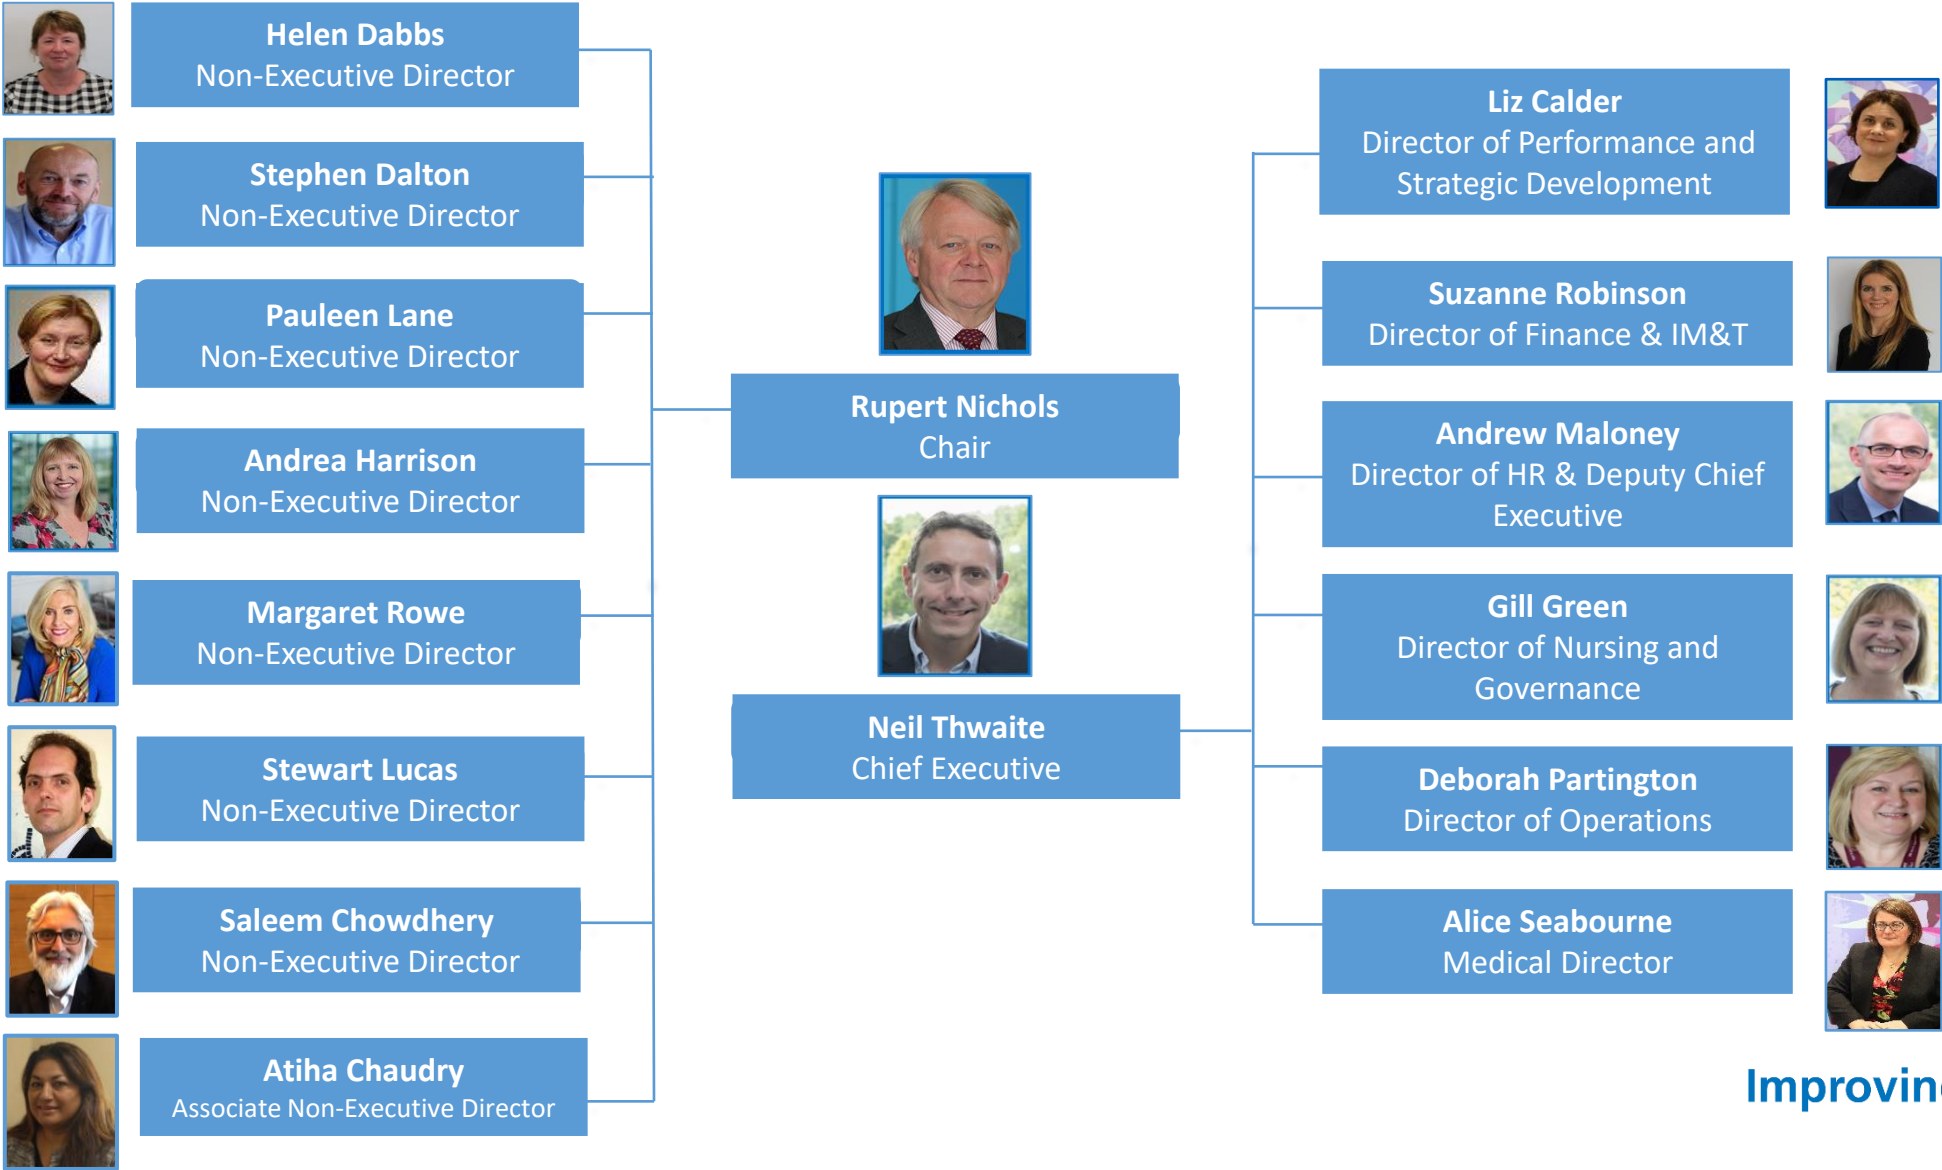 Helen Dabbs
Non-Executive Director
Stephen Dalton
Non-Executive Director
Pauleen Lane
Non-Executive Director
Andrea Harrison
Non-Executive Director
Margaret Rowe
Non-Executive Director
Stewart Lucas
Non-Executive Director
Saleem Chowdhery
Non-Executive Director
Atiha Chaudry
Associate Non-Executive Director
Rupert Nichols
Chair
Neil Thwaite
Chief Executive
Liz Calder
Director of Performance and
Strategic Development
Suzanne Robinson
Director of Finance & IM&T
Andrew Maloney
Director of HR & Deputy Chief
Executive
Gill Green
Director of Nursing and
Governance
Deborah Partington
Director of Operations
Alice Seabourne
Medical Director